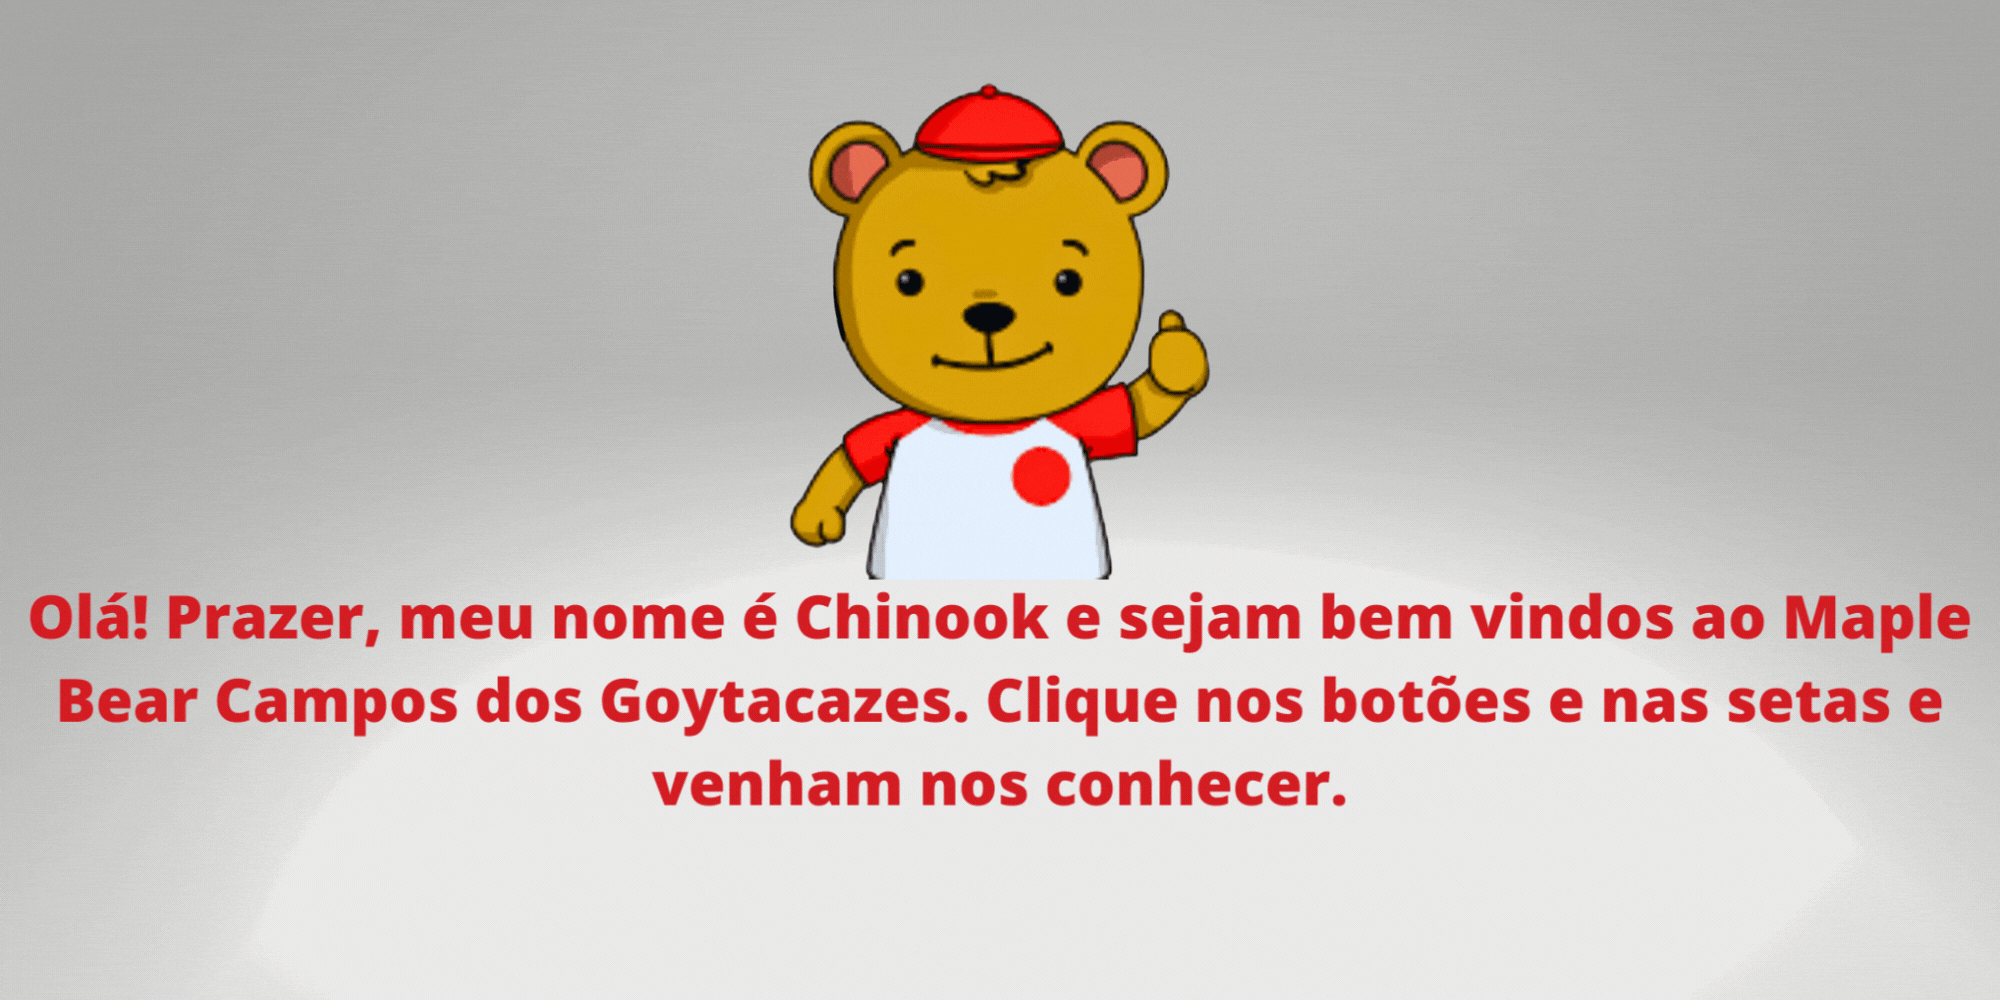 Olá! Prazer, meu nome é Chinook e sejam bem vindos ao Maple
Bear Campos dos Goytacazes. Clique nos botões e nas setas e
venham nos conhecer.